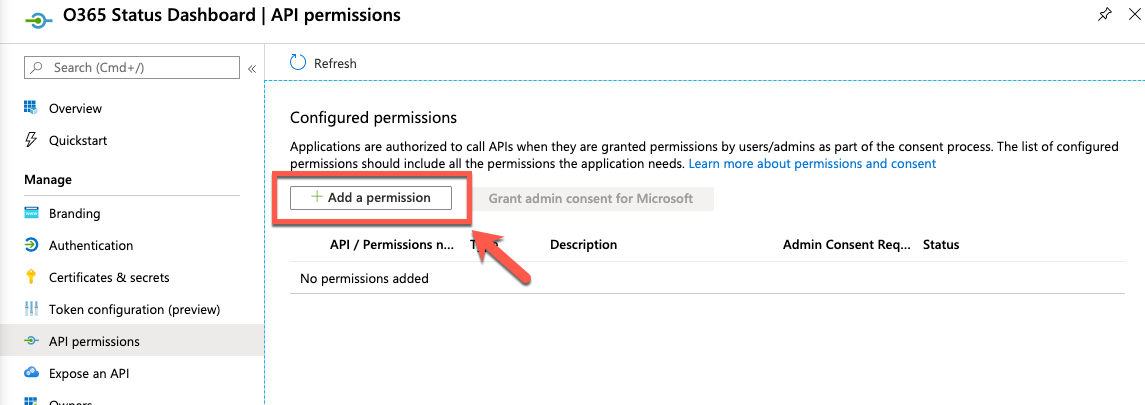 O365 Status Dashboard | API permissions
Search (Cmd+/)
«
Refresh
Overview
Quickstart
Manage
Branding
Authentication
Certificates & secrets
Token configuration (preview)
API permissions
Expose an API
Owners
Configured permissions
Applications are authorized to call APIs when they are granted permissions by users/admins as part of the consent process. The list of configured
permissions should include all the permissions the application needs. Learn more about permissions and consent
+ Add a permission
Grant admin consent for Microsoft
API / Permissions n... Type Description Admin Consent Req... Status
No permissions added